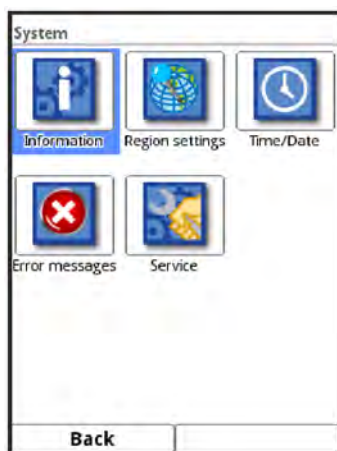 System
Information Region settings Time/Date
Error messages Service
Back